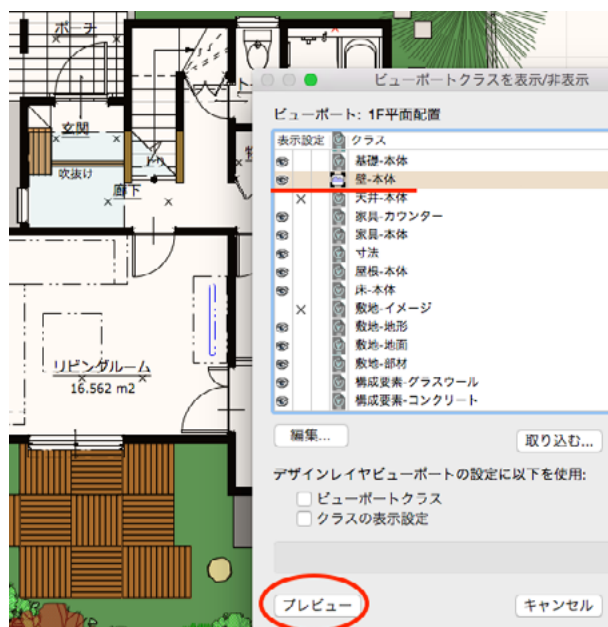 ポーチ
玄関
吹抜け
廊下
上り
リビングルーム
16.562 m2
ビューポートクラスを表示/非表示
ビューポート: 1F平面配置
表示設定 クラス
基礎-本体
壁-本体
天井-本体
家具-カウンター
家具-本体
寸法
屋根-本体
床-本体
敷地-イメージ
敷地-地形
敷地-地面
敷地-部材
構成要素-グラスウール
構成要素-コンクリート
編集...
取り込む...
デザインレイヤビューポートの設定に以下を使用:
ビューポートクラス
クラスの表示設定
プレビュー
キャンセル